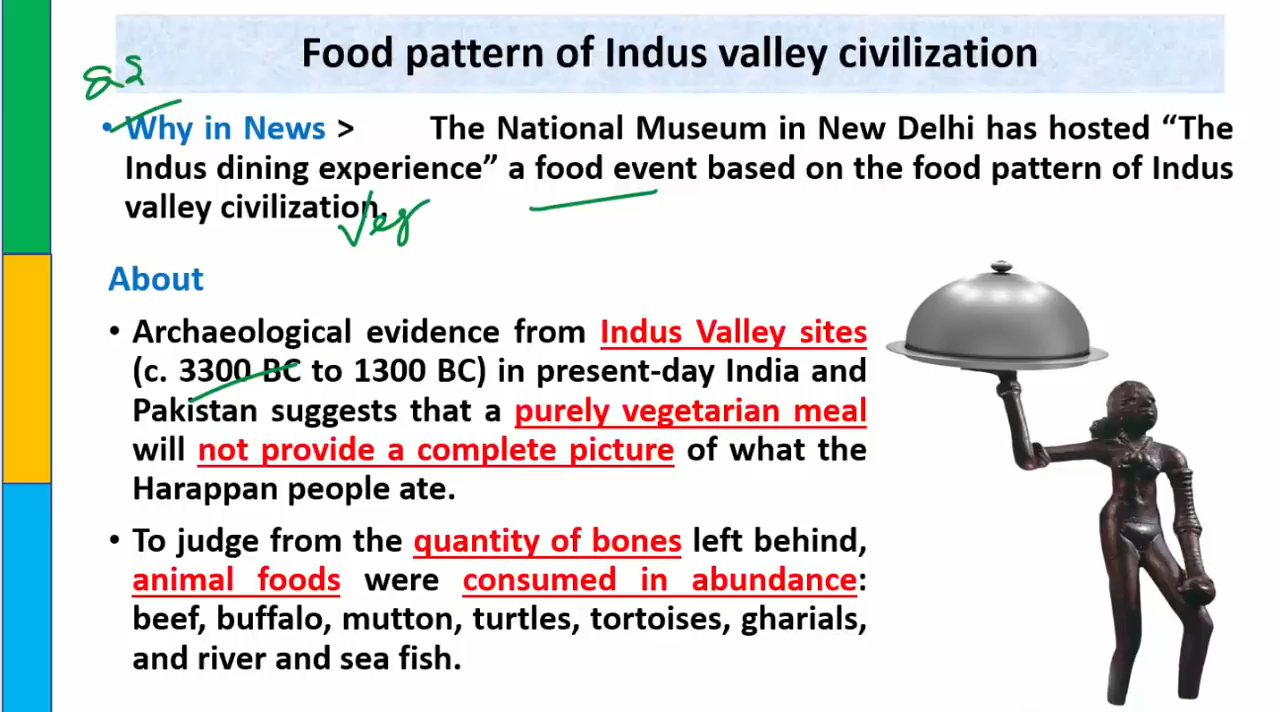 Food pattern of Indus valley civilization
• Why in News > The National Museum in New Delhi has hosted “The
Indus dining experience” a food event based on the food pattern of Indus
valley civilization.
Veg
About
• Archaeological evidence from Indus Valley sites
(c. 3300 BC to 1300 BC) in present-day India and
Pakistan suggests that a purely vegetarian meal
will not provide a complete picture of what the
Harappan people ate.
• To judge from the quantity of bones left behind,
animal foods were consumed in abundance:
beef, buffalo, mutton, turtles, tortoises, gharials,
and river and sea fish.